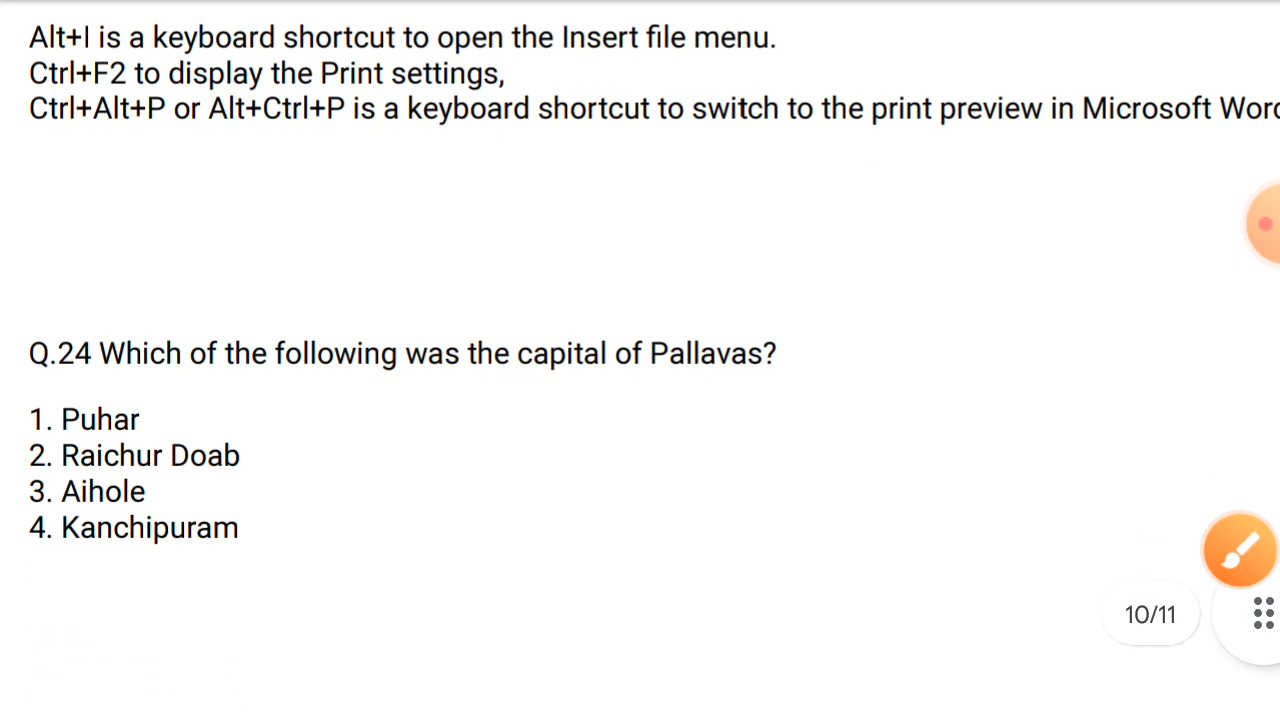 Alt+I is a keyboard shortcut to open the Insert file menu.
Ctrl+F2 to display the Print settings,
Ctrl+Alt+P or Alt+Ctrl+P is a keyboard shortcut to switch to the print preview in Microsoft Word
Q.24 Which of the following was the capital of Pallavas?
1. Puhar
2. Raichur Doab
3. Aihole
4. Kanchipuram
10/11